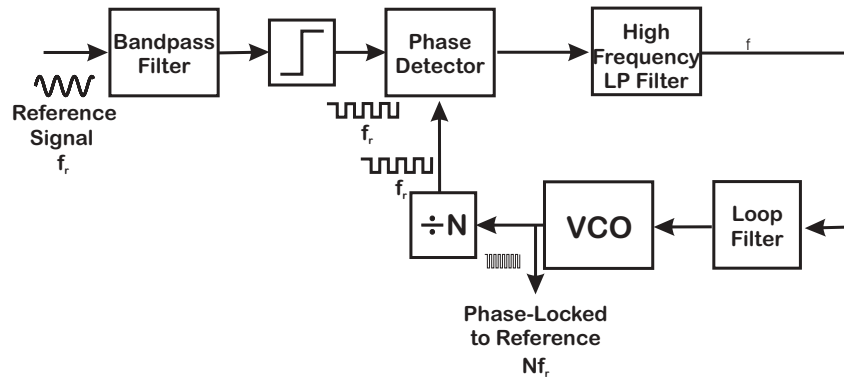 Bandpass
Filter
Phase
Detector
High
Frequency
LP Filter
f
Reference
Signal
fr
fr
fr
÷N
VCO
Loop
Filter
Phase-Locked
to Reference
Nfr